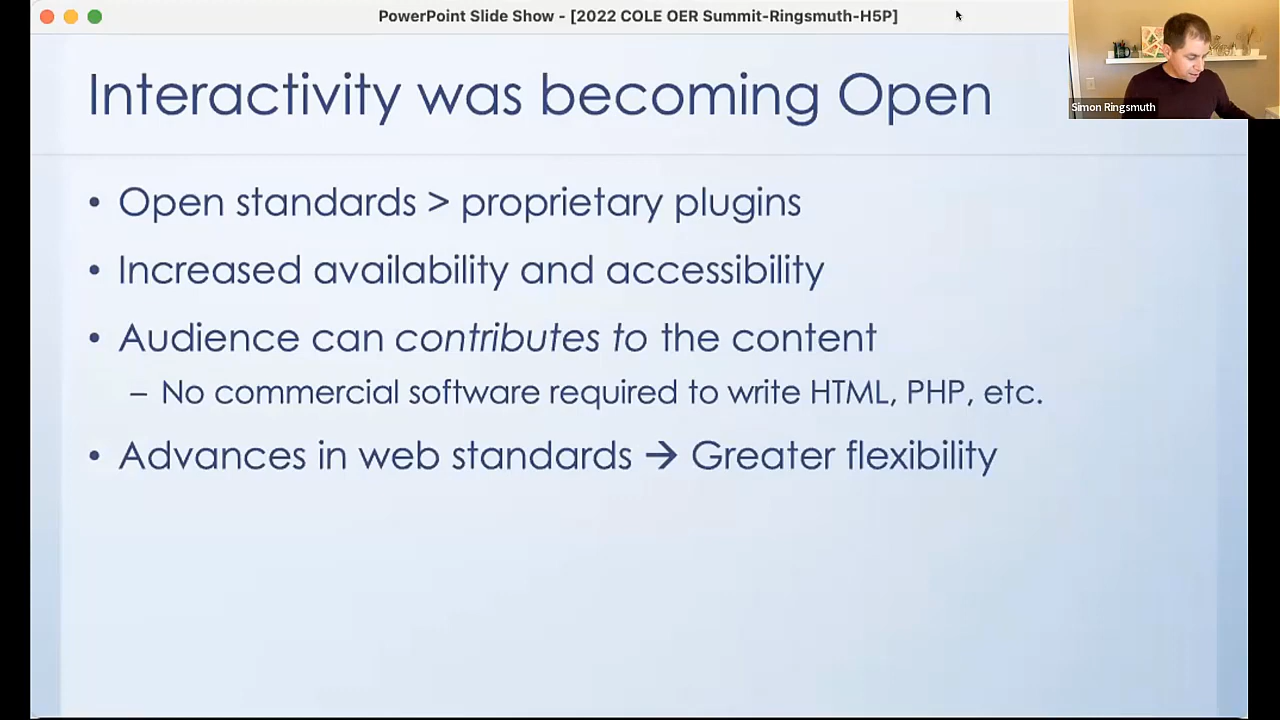 PowerPoint Slide Show - [2022 COLE OER Summit-Ringsmuth-H5P]
Simon Ringsmuth
Interactivity was becoming Open
• Open standards > proprietary plugins
• Increased availability and accessibility
• Audience can contributes to the content
– No commercial software required to write HTML, PHP, etc.
• Advances in web standards → Greater flexibility